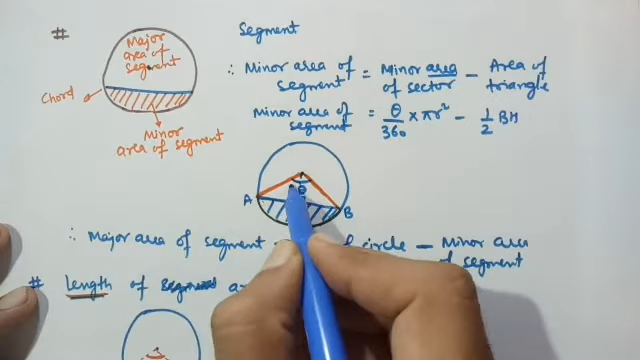 #
Segment
Major
area of
segment
Chord
Minor
area of segment
∴ Minor area of segment = Minor area of sector - Area of triangle
Minor area of segment = θ/360 × πr² - 1/2 BH
θ
A
B
∴ Major area of segment circle - Minor area of segment
# Length of